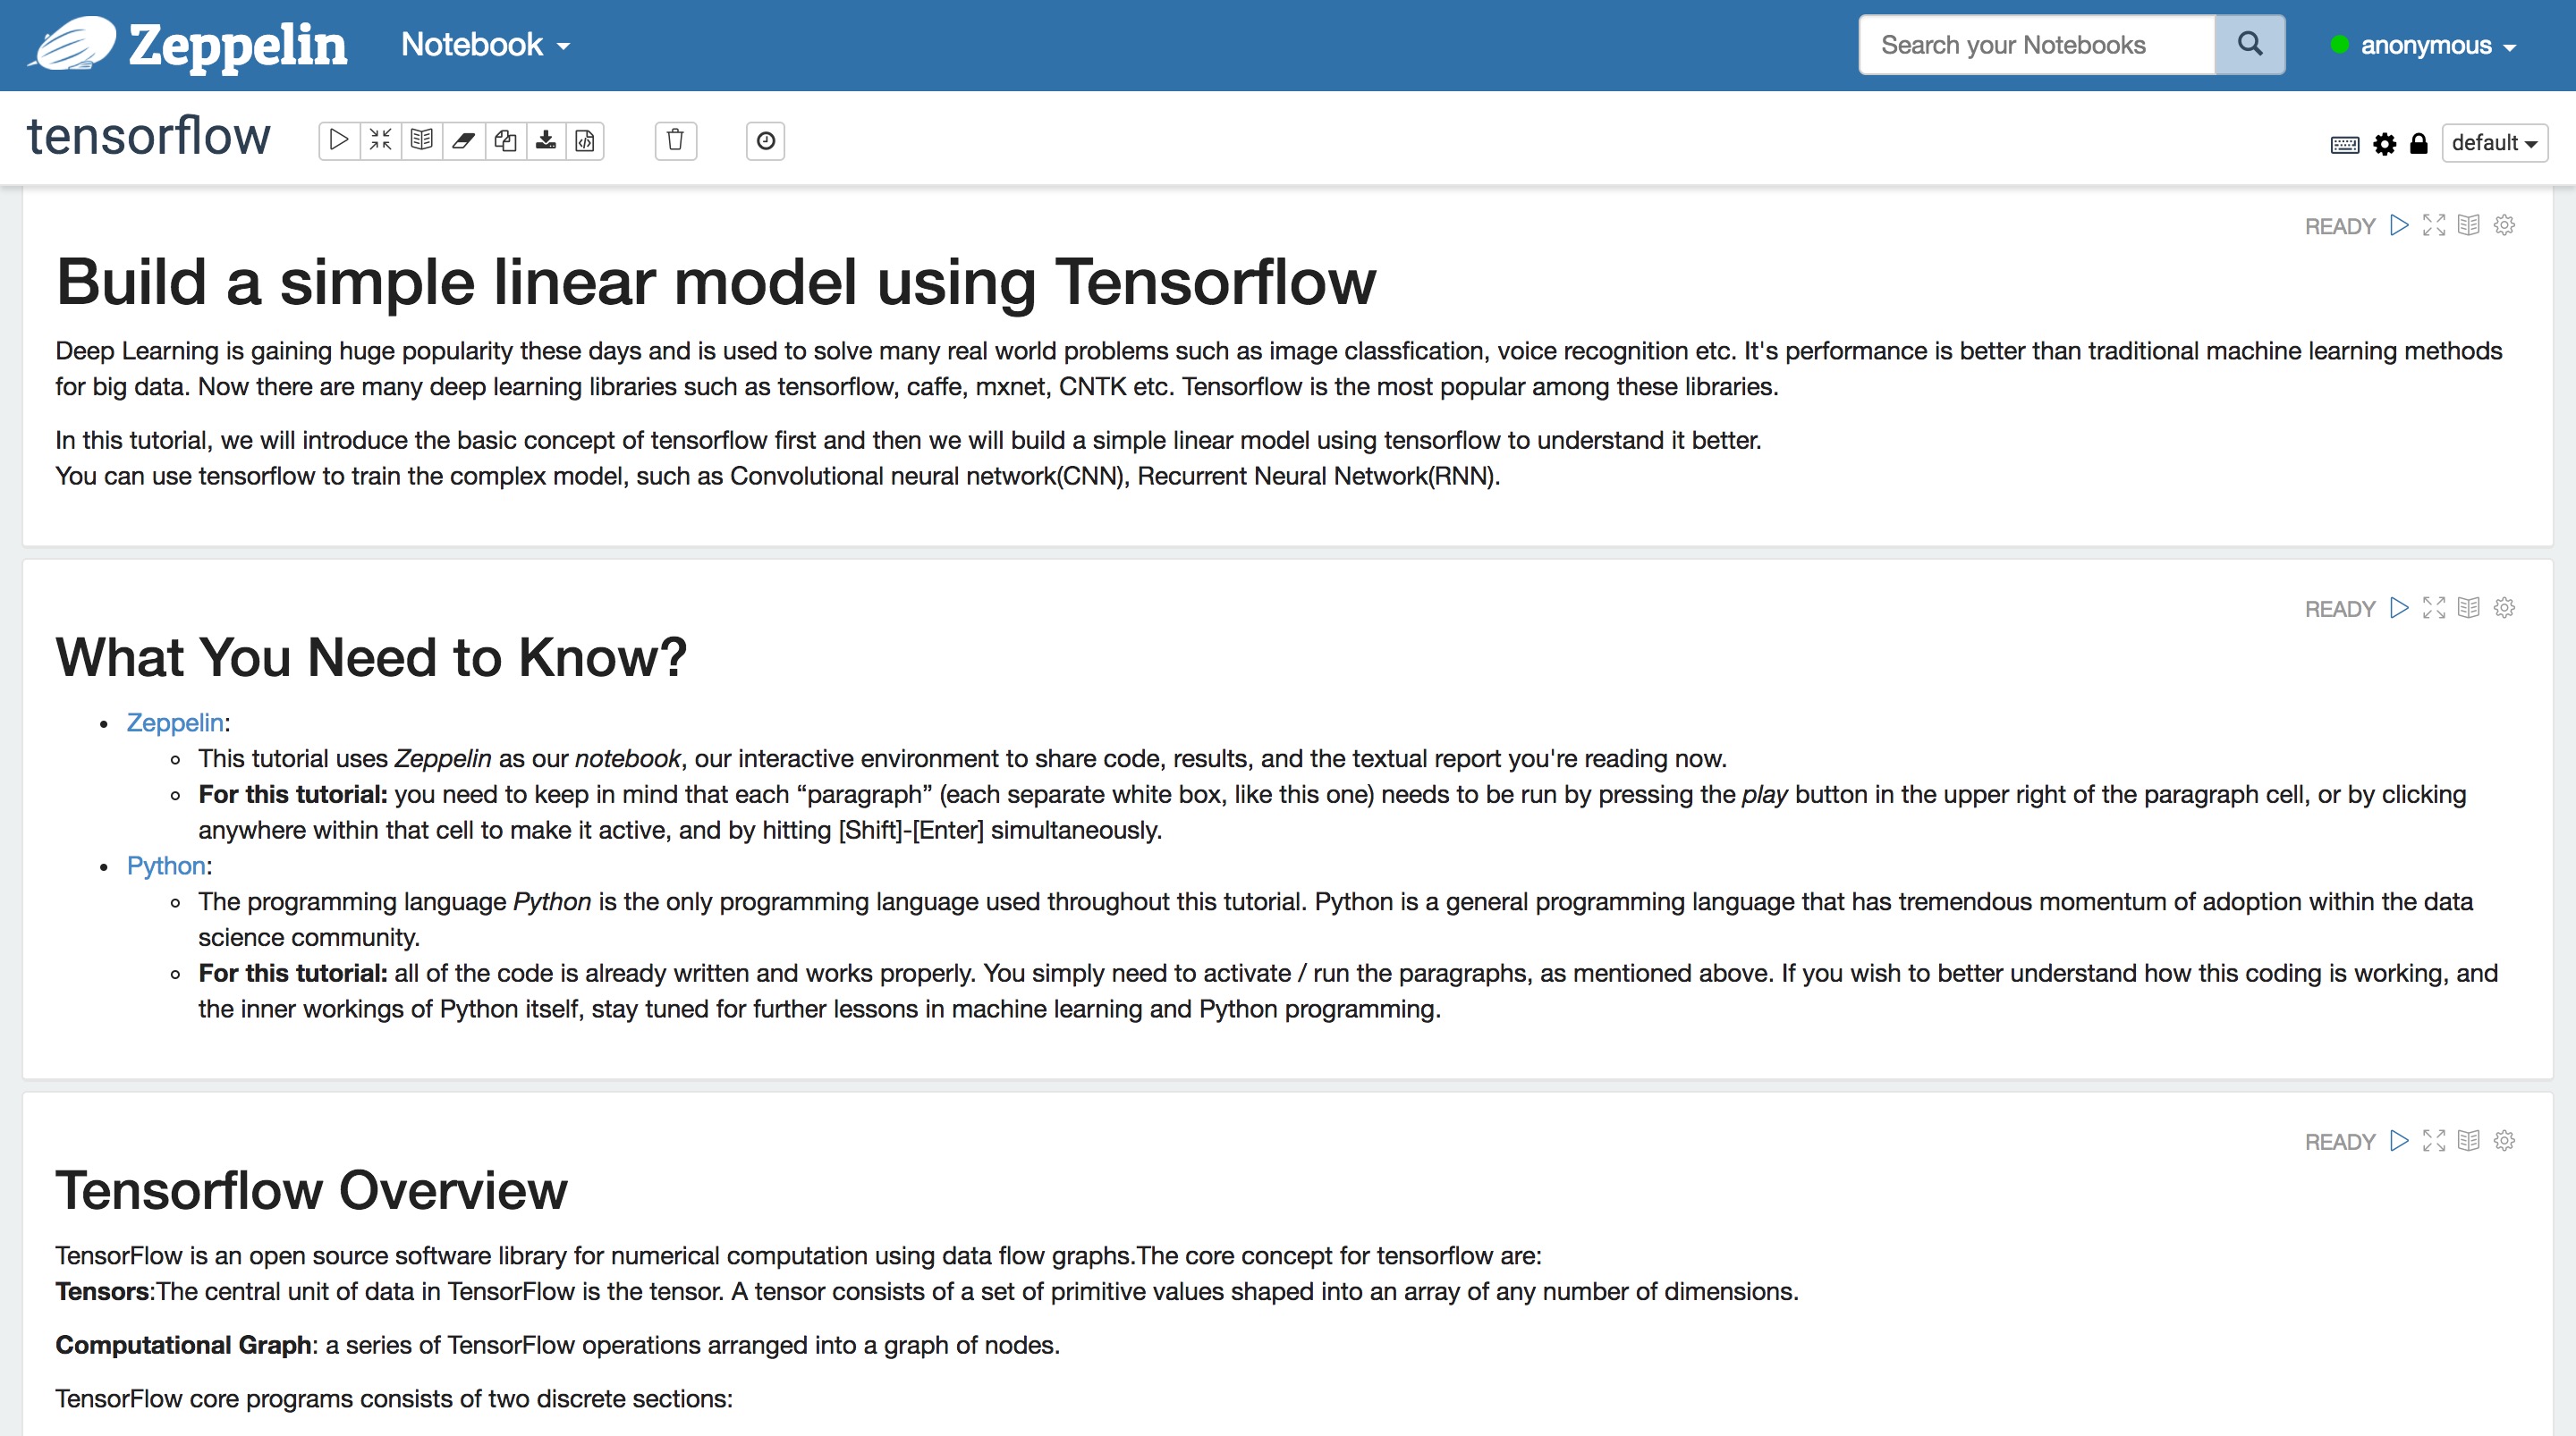 Zeppelin Notebook Search your Notebooks anonymous
tensorflow default
READY
Build a simple linear model using Tensorflow
Deep Learning is gaining huge popularity these days and is used to solve many real world problems such as image classfication, voice recognition etc. It's performance is better than traditional machine learning methods
for big data. Now there are many deep learning libraries such as tensorflow, caffe, mxnet, CNTK etc. Tensorflow is the most popular among these libraries.
In this tutorial, we will introduce the basic concept of tensorflow first and then we will build a simple linear model using tensorflow to understand it better.
You can use tensorflow to train the complex model, such as Convolutional neural network(CNN), Recurrent Neural Network(RNN).
READY
What You Need to Know?
• Zeppelin:
◦ This tutorial uses Zeppelin as our notebook, our interactive environment to share code, results, and the textual report you're reading now.
◦ For this tutorial: you need to keep in mind that each “paragraph” (each separate white box, like this one) needs to be run by pressing the play button in the upper right of the paragraph cell, or by clicking
anywhere within that cell to make it active, and by hitting [Shift]-[Enter] simultaneously.
• Python:
◦ The programming language Python is the only programming language used throughout this tutorial. Python is a general programming language that has tremendous momentum of adoption within the data
science community.
◦ For this tutorial: all of the code is already written and works properly. You simply need to activate / run the paragraphs, as mentioned above. If you wish to better understand how this coding is working, and
the inner workings of Python itself, stay tuned for further lessons in machine learning and Python programming.
READY
Tensorflow Overview
TensorFlow is an open source software library for numerical computation using data flow graphs.The core concept for tensorflow are:
Tensors:The central unit of data in TensorFlow is the tensor. A tensor consists of a set of primitive values shaped into an array of any number of dimensions.
Computational Graph: a series of TensorFlow operations arranged into a graph of nodes.
TensorFlow core programs consists of two discrete sections: